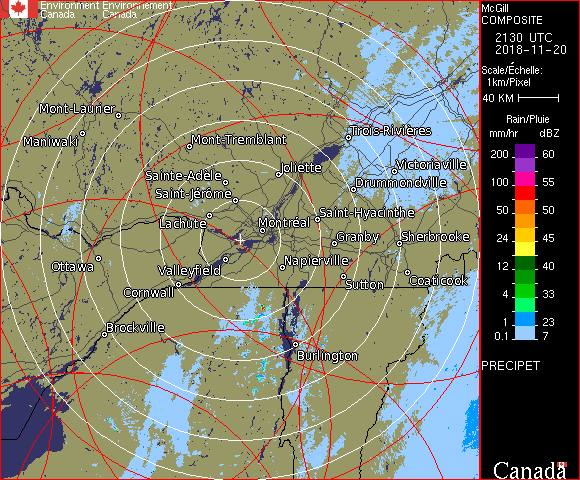 Environment Environnement
Canada Canada
McGill
COMPOSITE
2130 UTC
2018-11-20
Scale/Échelle:
1km/Pixel
40 KM
Rain/Pluie
mm/hr dBZ
200 60
100 55
50 50
24 45
12 40
4 33
1 23
0.1 7
PRECIPET
Canada
Mont-Laurier
Maniwaki
Mont-Tremblant
Trois-Rivières
Sainte-Adèle
Joliette
Victoriaville
Drummondville
Saint-Jérôme
Lachute
Montréal
Saint-Hyacinthe
Granby
Sherbrooke
Ottawa
Valleyfield
Napierville
Cornwall
Sutton
Coaticook
Brockville
Burlington